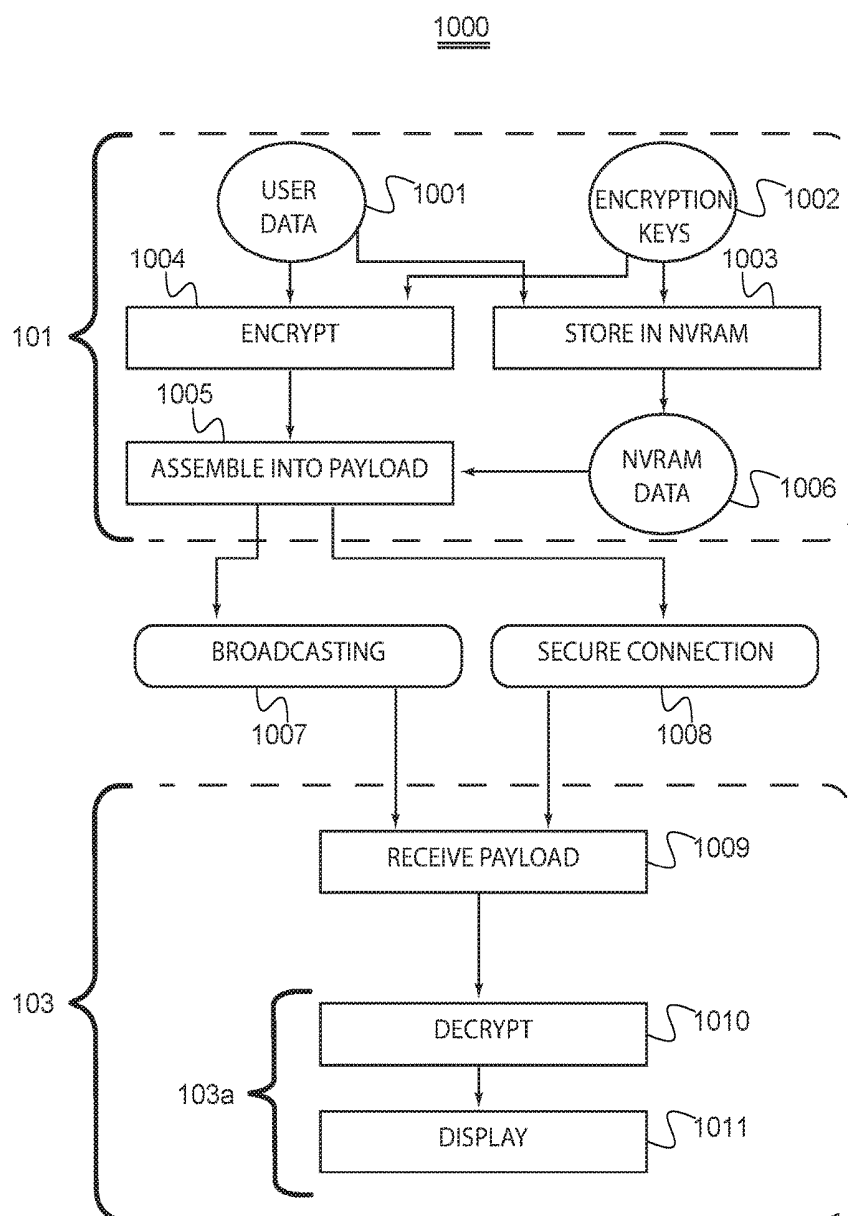 1000
USER
DATA
1001
ENCRYPTION
KEYS
1002
1004
1003
101
ENCRYPT
STORE IN NVRAM
1005
ASSEMBLE INTO PAYLOAD
NVRAM
DATA
1006
BROADCASTING
SECURE CONNECTION
1007
1008
RECEIVE PAYLOAD
1009
103
DECRYPT
1010
103a
DISPLAY
1011